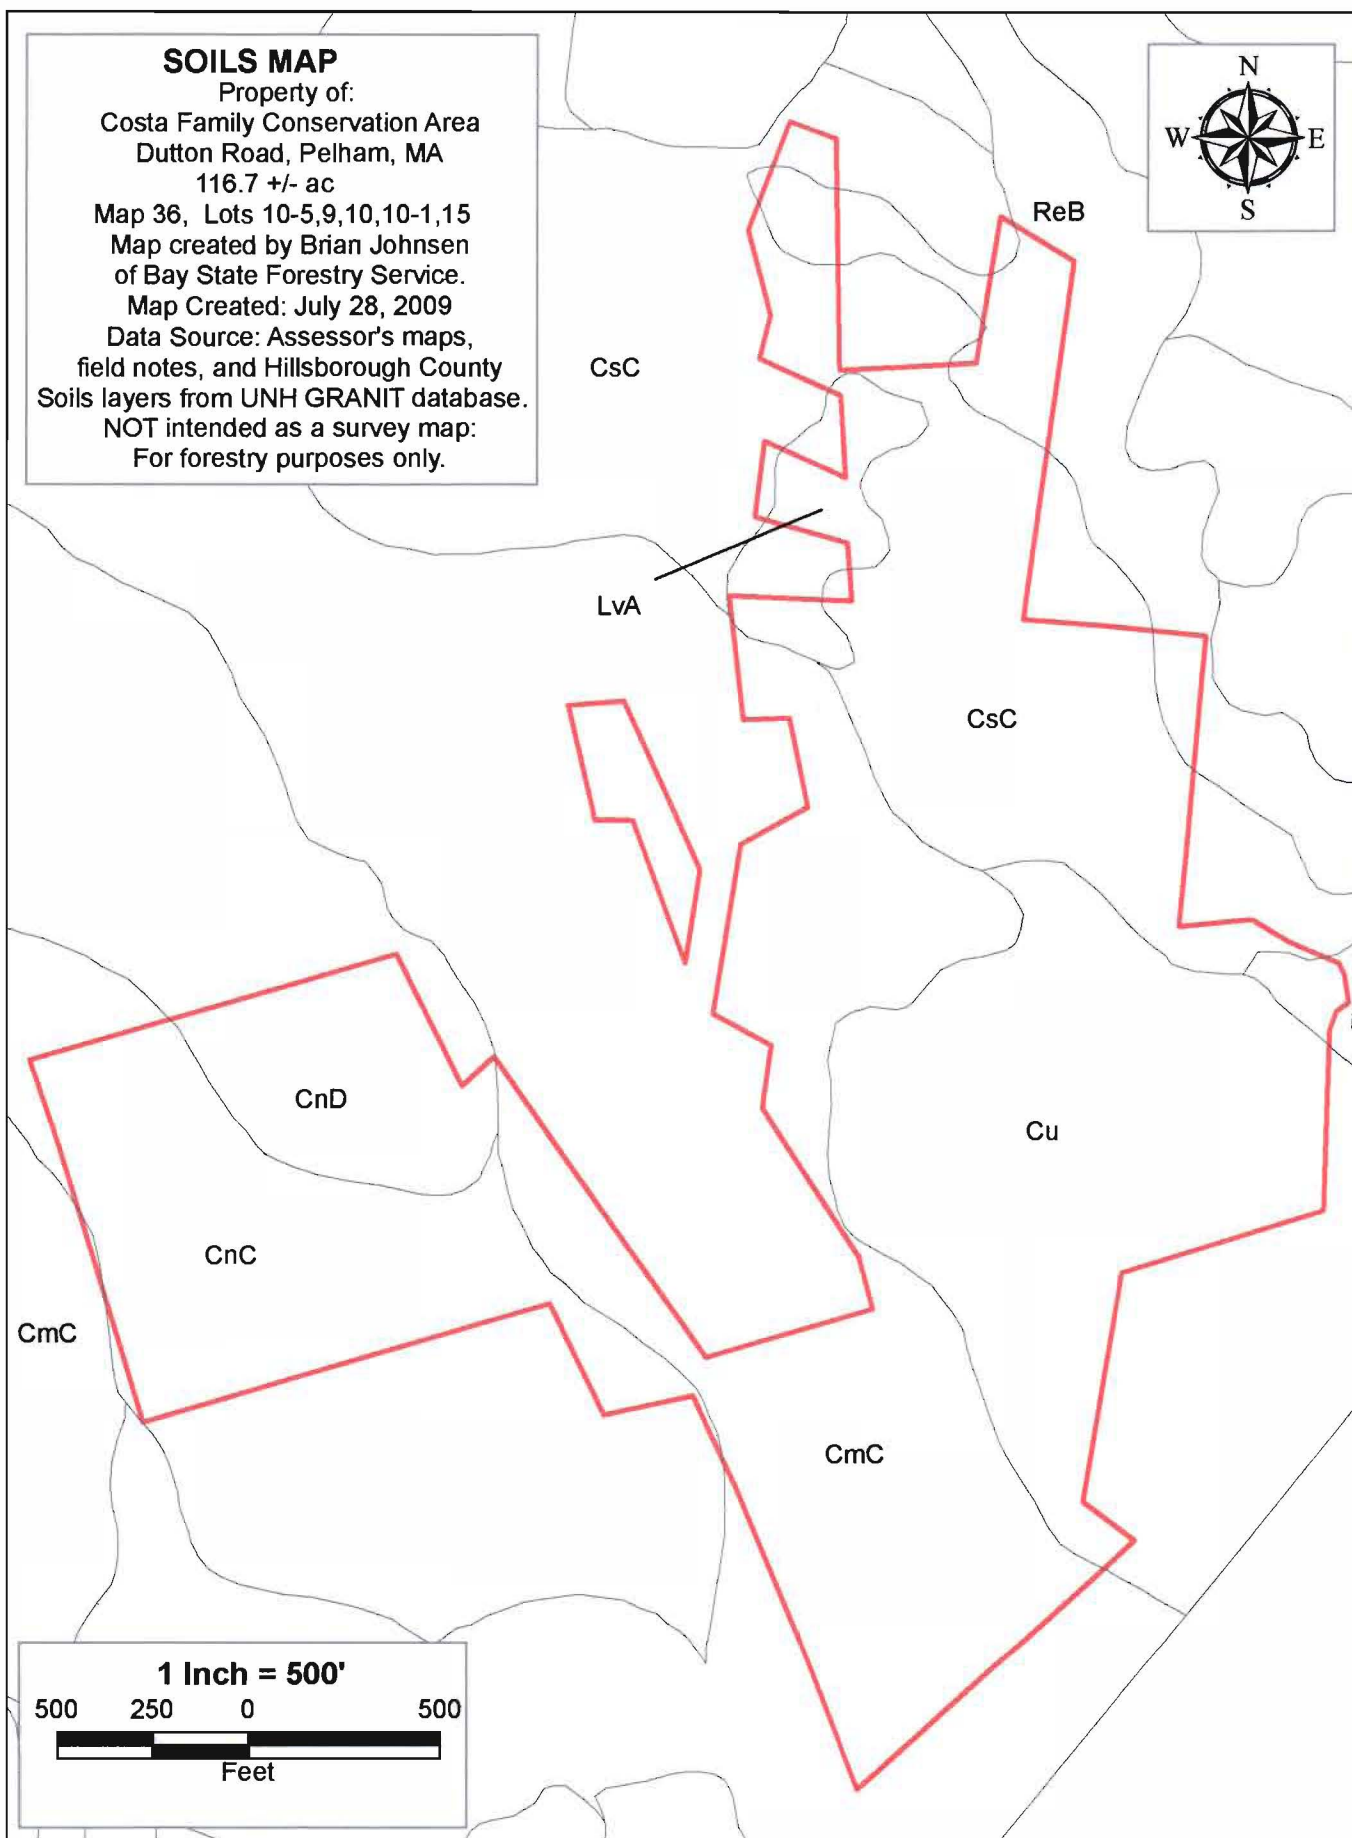 SOILS MAP
Property of:
Costa Family Conservation Area
Dutton Road, Pelham, MA
116.7 +/- ac
Map 36, Lots 10-5,9,10,10-1,15
Map created by Brian Johnsen
of Bay State Forestry Service.
Map Created: July 28, 2009
Data Source: Assessor's maps,
field notes, and Hillsborough County
Soils layers from UNH GRANIT database.
NOT intended as a survey map:
For forestry purposes only.
N
W E
S
ReB
CsC
LvA
CsC
CnD
Cu
CnC
CmC
CmC
1 Inch = 500'
500 250 0 500
Feet